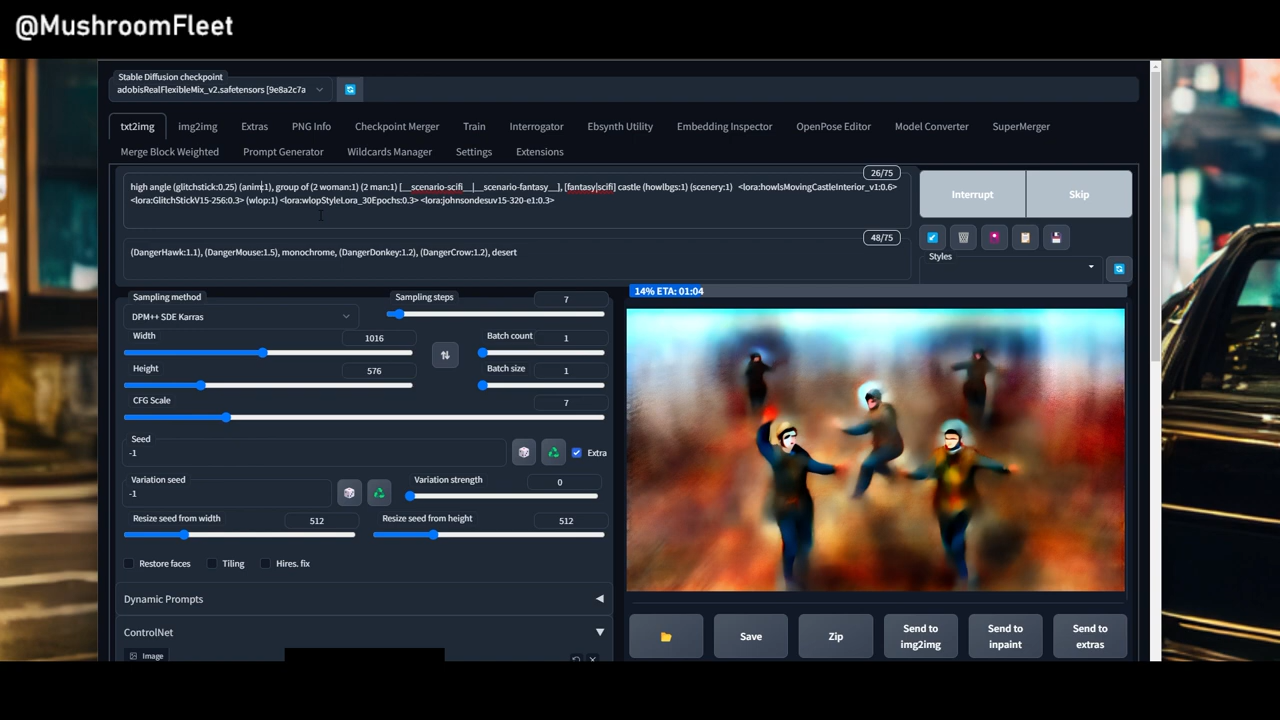 @MushroomFleet
Stable Diffusion checkpoint
adobisRealFlexibleMix_v2.safetensors [9e8a2c7a
txt2img img2img Extras PNG Info Checkpoint Merger Train Interrogator Ebsynth Utility Embedding Inspector OpenPose Editor Model Converter SuperMerger
Merge Block Weighted Prompt Generator Wildcards Manager Settings Extensions
26/75
high angle (glitchstick:0.25) (anim:1), group of (2 woman:1) (2 man:1) [__scenario-scifi__|__scenario-fantasy__], [fantasy|scifi] castle (howlbgs:1) (scenery:1) <lora:howlsMovingCastleInterior_v1:0.6>
<lora:GlitchStickV15-256:0.3> (wlop:1) <lora:wlopStyleLora_30Epochs:0.3> <lora:johnsondesuv15-320-e1:0.3>
Interrupt Skip
48/75
(DangerHawk:1.1), (DangerMouse:1.5), monochrome, (DangerDonkey:1.2), (DangerCrow:1.2), desert
Styles
Sampling method
DPM++ SDE Karras
Sampling steps 7
14% ETA: 01:04
Width 1016
Batch count 1
Height 576
Batch size 1
CFG Scale 7
Seed
-1
Extra
Variation seed
-1
Variation strength 0
Resize seed from width 512
Resize seed from height 512
Restore faces Tiling Hires. fix
Dynamic Prompts
ControlNet
Image
Save Zip Send to img2img Send to inpaint Send to extras